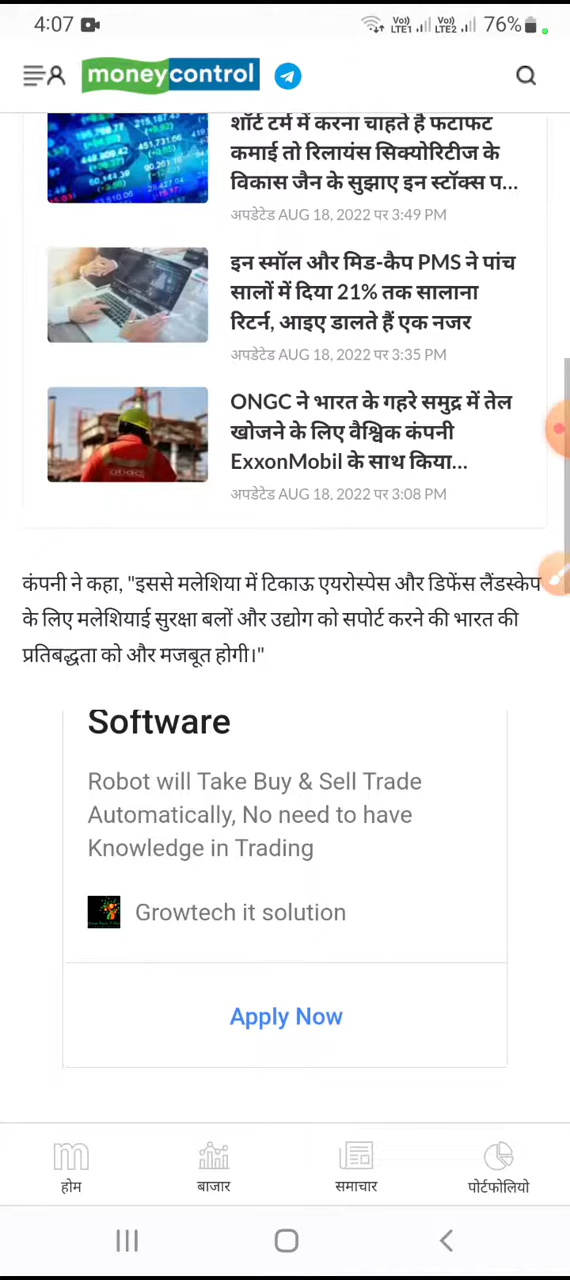 4:07
Vo)) LTE1 Vo)) LTE2 76%
moneycontrol
शॉर्ट टर्म में करना चाहते हैं फटाफट
कमाई तो रिलायंस सिक्योरिटीज के
विकास जैन के सुझाए इन स्टॉक्स प...
अपडेटेड AUG 18, 2022 पर 3:49 PM
इन स्मॉल और मिड-कैप PMS ने पांच
सालों में दिया 21% तक सालाना
रिटर्न, आइए डालते हैं एक नजर
अपडेटेड AUG 18, 2022 पर 3:35 PM
ONGC ने भारत के गहरे समुद्र में तेल
खोजने के लिए वैश्विक कंपनी
ExxonMobil के साथ किया...
अपडेटेड AUG 18, 2022 पर 3:08 PM
कंपनी ने कहा, "इससे मलेशिया में टिकाऊ एयरोस्पेस और डिफेंस लैंडस्केप
के लिए मलेशियाई सुरक्षा बलों और उद्योग को सपोर्ट करने की भारत की
प्रतिबद्धता को और मजबूत होगी।"
Software
Robot will Take Buy & Sell Trade
Automatically, No need to have
Knowledge in Trading
Growtech it solution
Apply Now
होम
बाजार
समाचार
पोर्टफोलियो